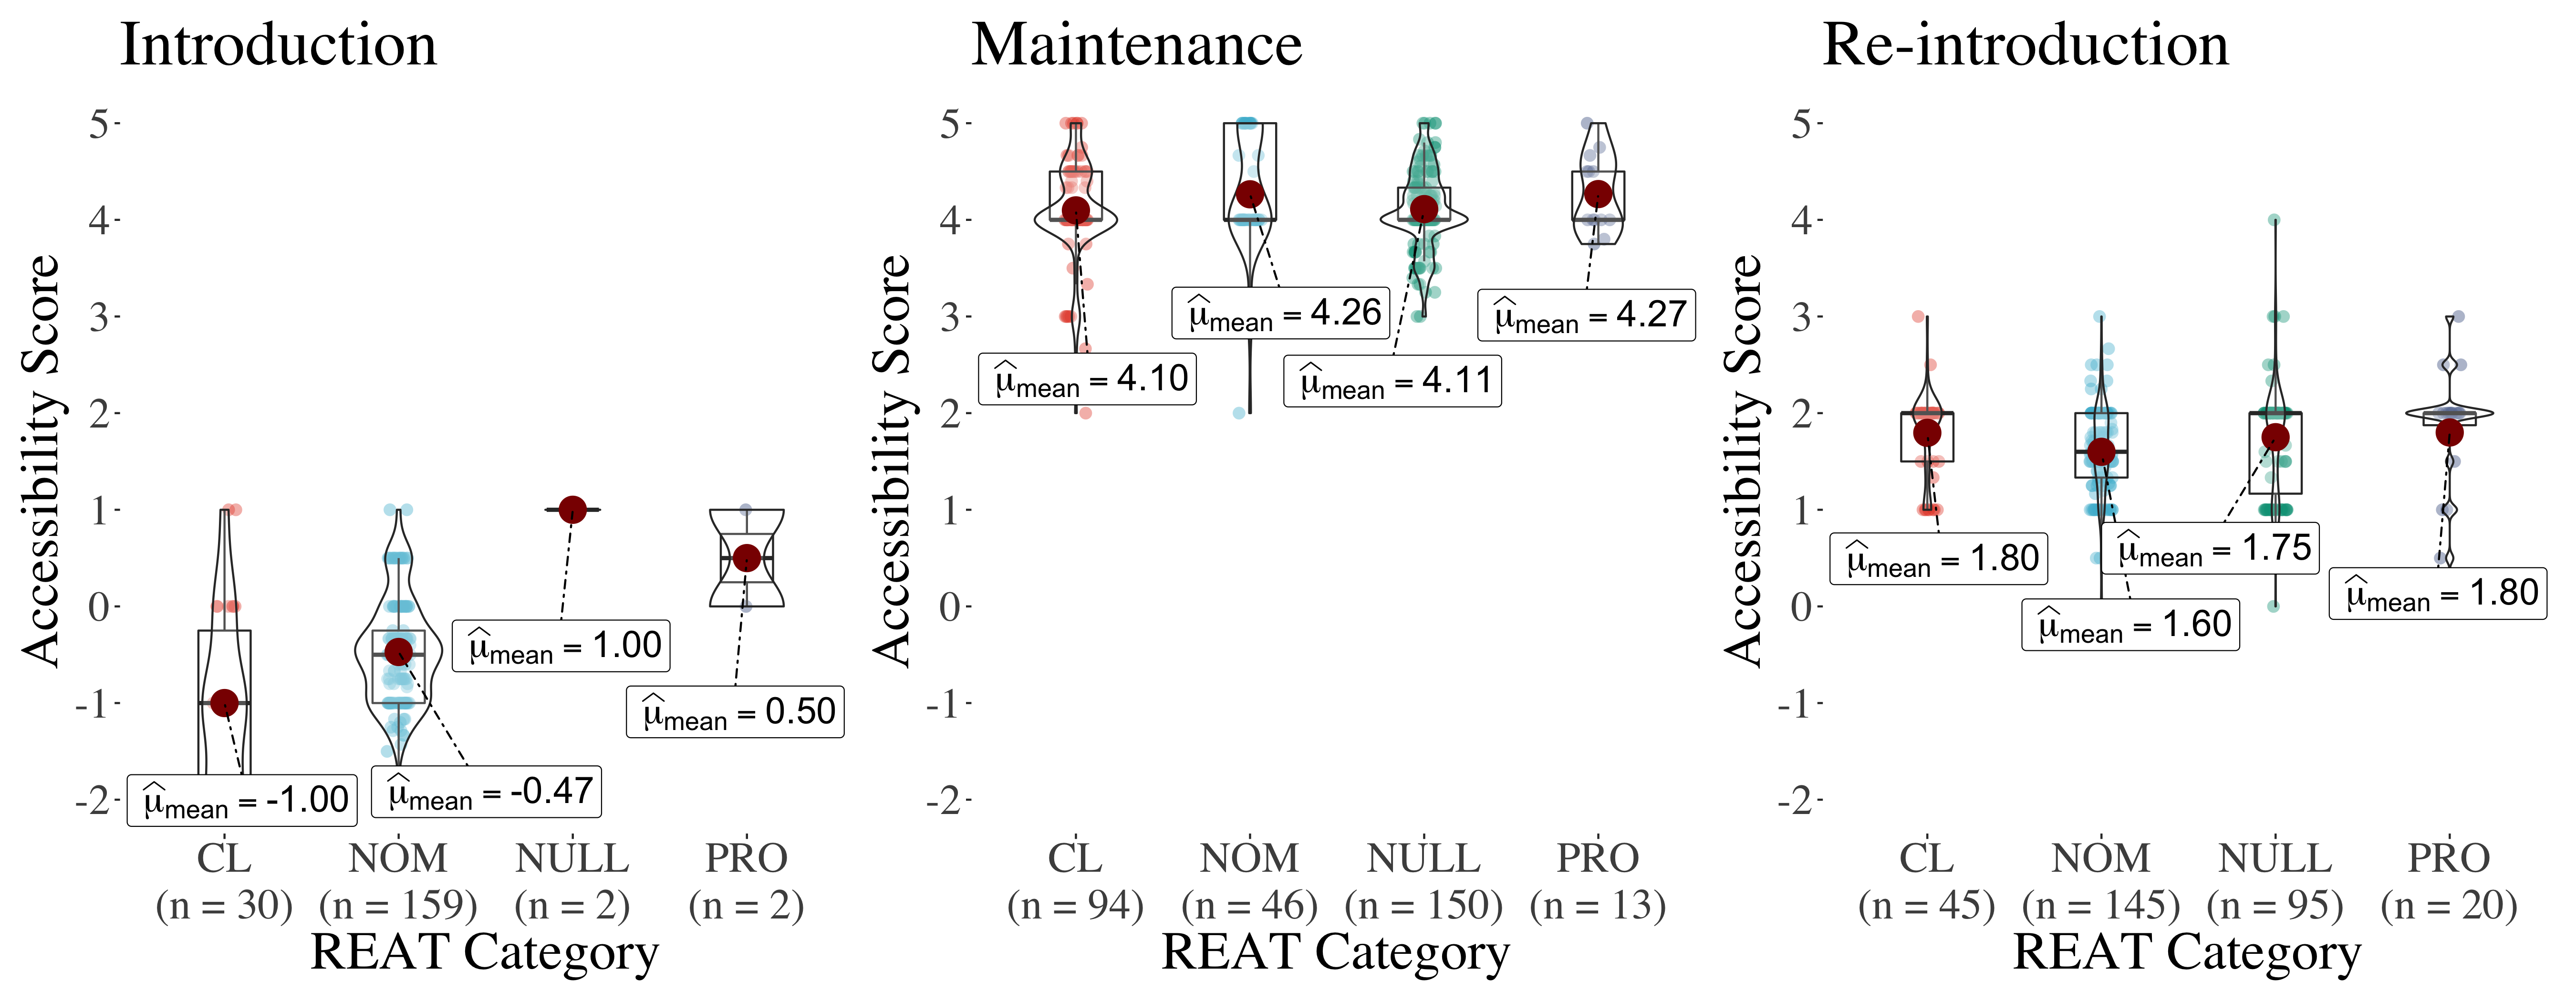 Introduction
Accessibility Score
5
4
3
2
1
0
-1
-2
μ̂mean = -1.00
μ̂mean = -0.47
μ̂mean = 1.00
μ̂mean = 0.50
CL
(n = 30)
NOM
(n = 159)
NULL
(n = 2)
PRO
(n = 2)
REAT Category
Maintenance
Accessibility Score
5
4
3
2
1
0
-1
-2
μ̂mean = 4.10
μ̂mean = 4.26
μ̂mean = 4.11
μ̂mean = 4.27
CL
(n = 94)
NOM
(n = 46)
NULL
(n = 150)
PRO
(n = 13)
REAT Category
Re-introduction
Accessibility Score
5
4
3
2
1
0
-1
-2
μ̂mean = 1.80
μ̂mean = 1.60
μ̂mean = 1.75
μ̂mean = 1.80
CL
(n = 45)
NOM
(n = 145)
NULL
(n = 95)
PRO
(n = 20)
REAT Category